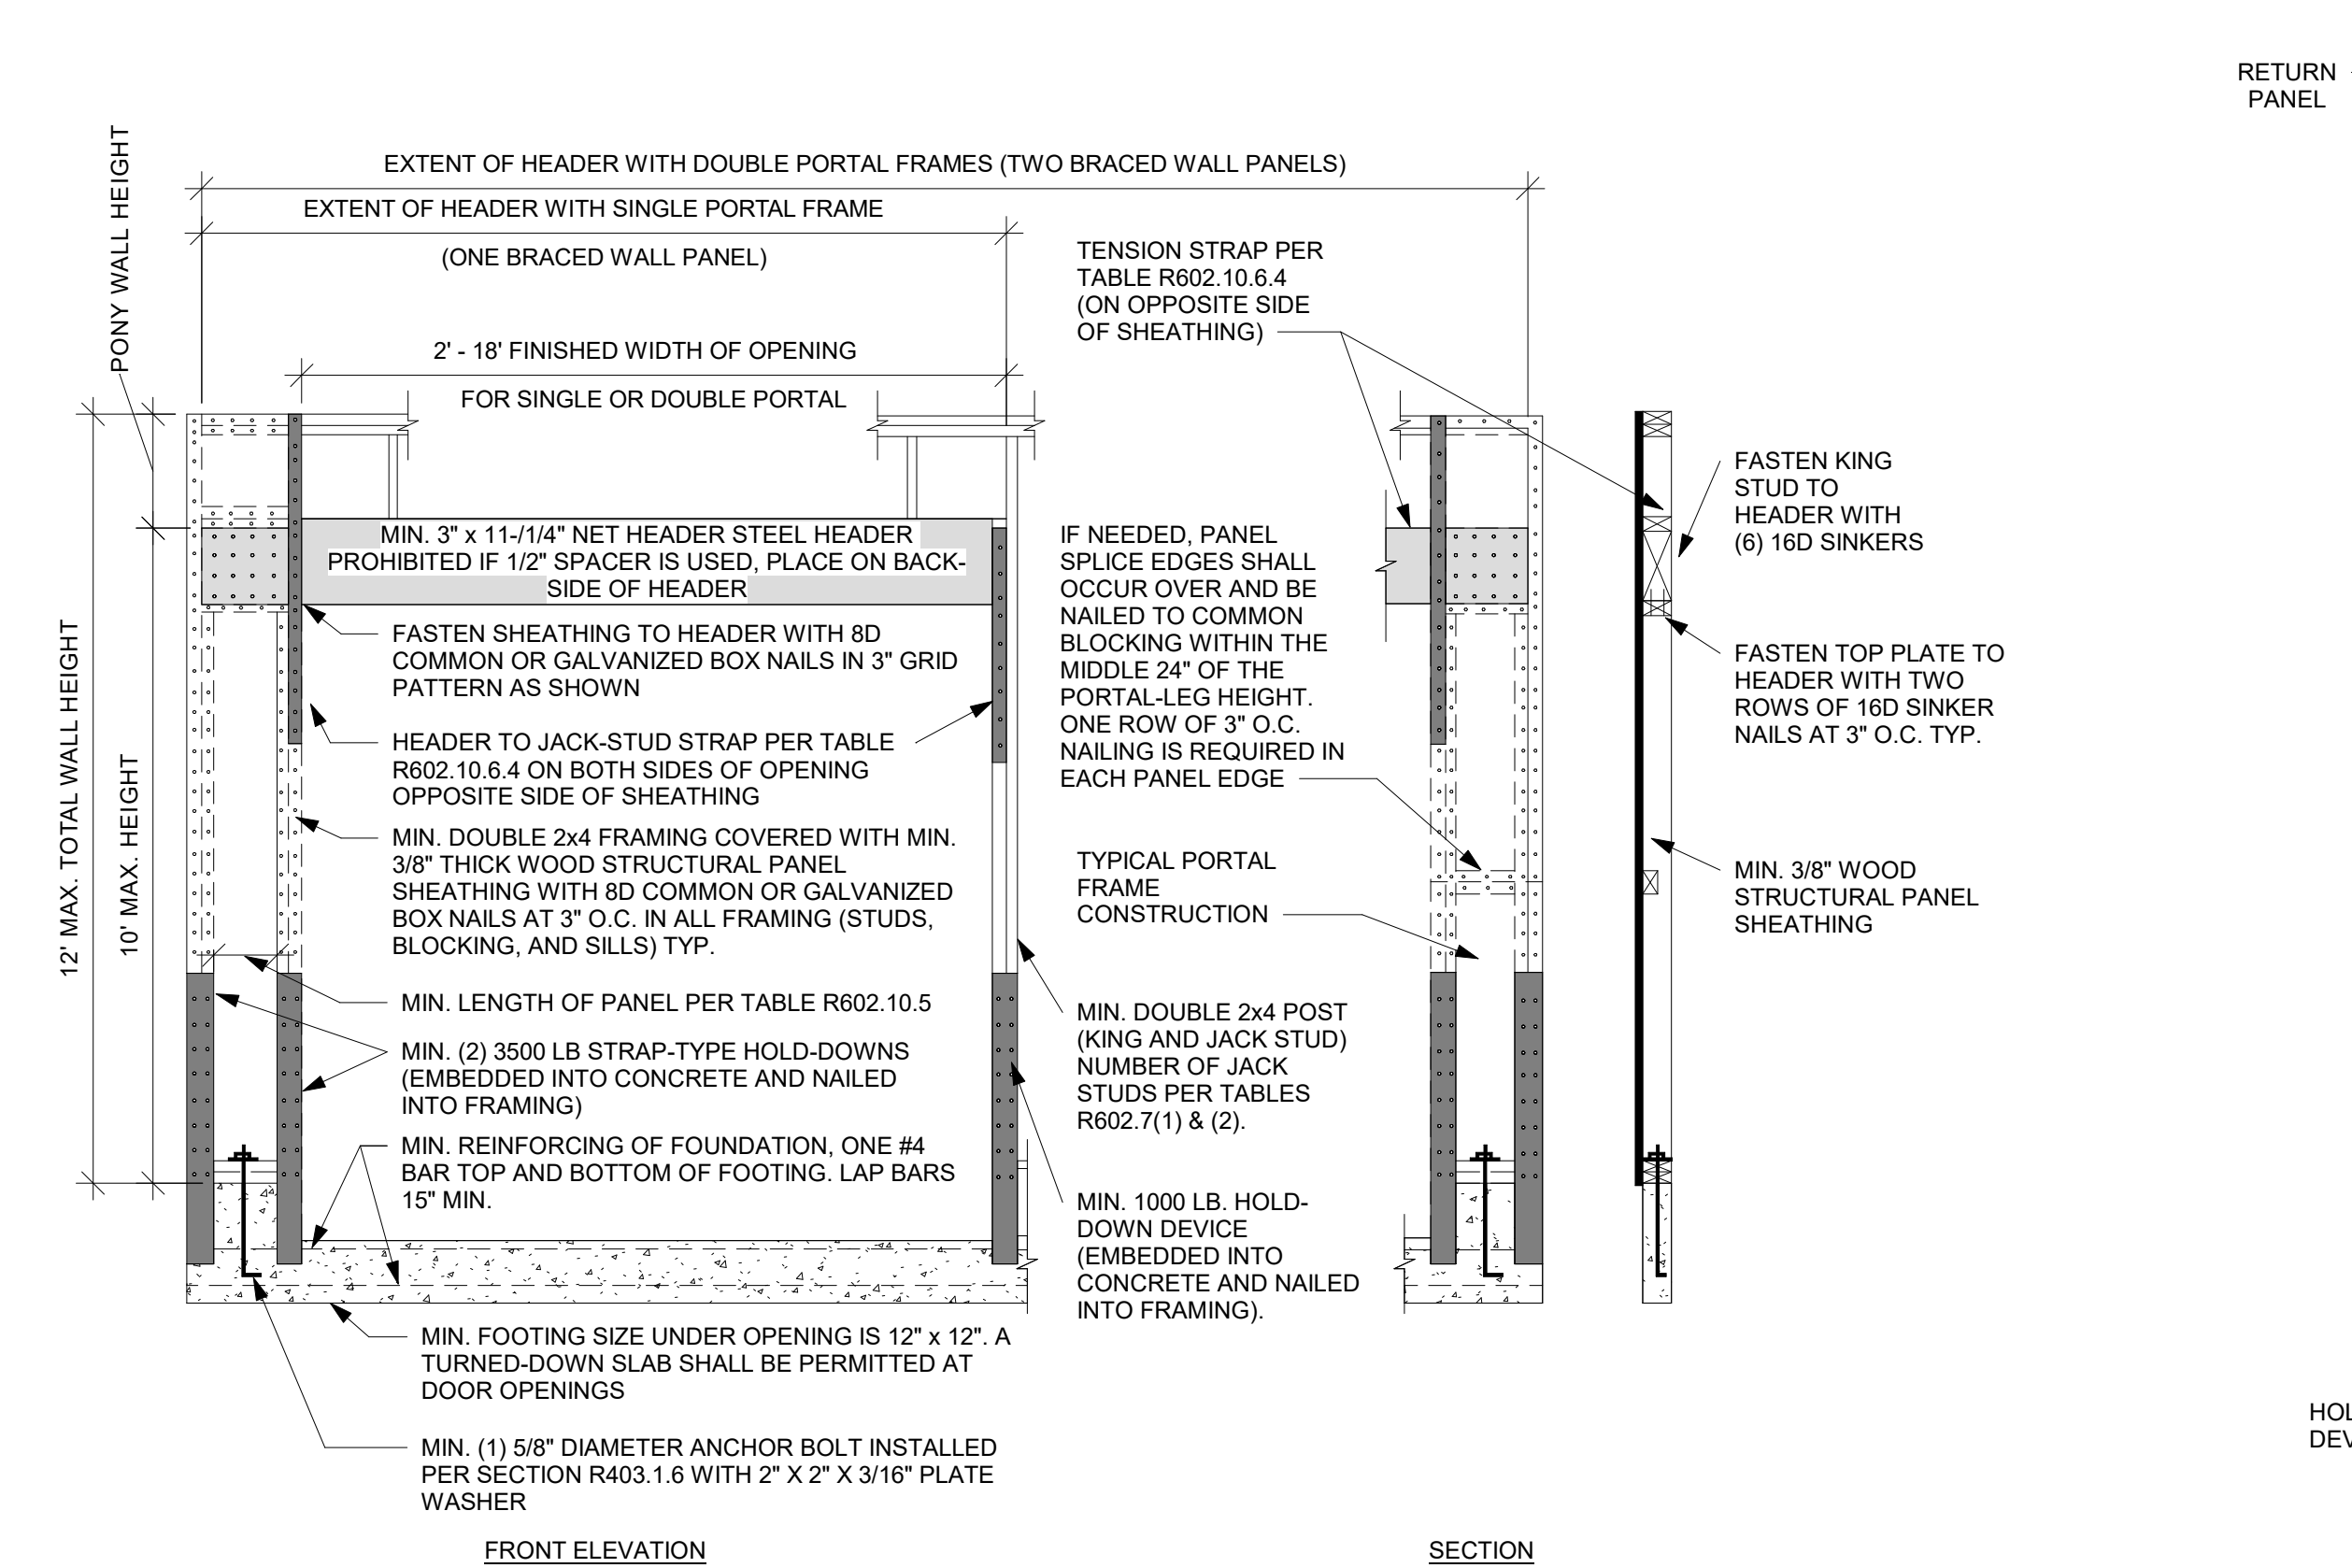 RETURN
PANEL
PONY WALL HEIGHT
EXTENT OF HEADER WITH DOUBLE PORTAL FRAMES (TWO BRACED WALL PANELS)
EXTENT OF HEADER WITH SINGLE PORTAL FRAME
(ONE BRACED WALL PANEL)
2' - 18' FINISHED WIDTH OF OPENING
FOR SINGLE OR DOUBLE PORTAL
12' MAX. TOTAL WALL HEIGHT
10' MAX. HEIGHT
MIN. 3" x 11-/1/4" NET HEADER STEEL HEADER
PROHIBITED IF 1/2" SPACER IS USED, PLACE ON BACK-
SIDE OF HEADER
FASTEN SHEATHING TO HEADER WITH 8D
COMMON OR GALVANIZED BOX NAILS IN 3" GRID
PATTERN AS SHOWN
HEADER TO JACK-STUD STRAP PER TABLE
R602.10.6.4 ON BOTH SIDES OF OPENING
OPPOSITE SIDE OF SHEATHING
MIN. DOUBLE 2x4 FRAMING COVERED WITH MIN.
3/8" THICK WOOD STRUCTURAL PANEL
SHEATHING WITH 8D COMMON OR GALVANIZED
BOX NAILS AT 3" O.C. IN ALL FRAMING (STUDS,
BLOCKING, AND SILLS) TYP.
MIN. LENGTH OF PANEL PER TABLE R602.10.5
MIN. (2) 3500 LB STRAP-TYPE HOLD-DOWNS
(EMBEDDED INTO CONCRETE AND NAILED
INTO FRAMING)
MIN. REINFORCING OF FOUNDATION, ONE #4
BAR TOP AND BOTTOM OF FOOTING. LAP BARS
15" MIN.
MIN. FOOTING SIZE UNDER OPENING IS 12" x 12". A
TURNED-DOWN SLAB SHALL BE PERMITTED AT
DOOR OPENINGS
MIN. (1) 5/8" DIAMETER ANCHOR BOLT INSTALLED
PER SECTION R403.1.6 WITH 2" X 2" X 3/16" PLATE
WASHER
FRONT ELEVATION
TENSION STRAP PER
TABLE R602.10.6.4
(ON OPPOSITE SIDE
OF SHEATHING)
IF NEEDED, PANEL
SPLICE EDGES SHALL
OCCUR OVER AND BE
NAILED TO COMMON
BLOCKING WITHIN THE
MIDDLE 24" OF THE
PORTAL-LEG HEIGHT.
ONE ROW OF 3" O.C.
NAILING IS REQUIRED IN
EACH PANEL EDGE
TYPICAL PORTAL
FRAME
CONSTRUCTION
MIN. DOUBLE 2x4 POST
(KING AND JACK STUD)
NUMBER OF JACK
STUDS PER TABLES
R602.7(1) & (2).
MIN. 1000 LB. HOLD-
DOWN DEVICE
(EMBEDDED INTO
CONCRETE AND NAILED
INTO FRAMING).
FASTEN KING
STUD TO
HEADER WITH
(6) 16D SINKERS
FASTEN TOP PLATE TO
HEADER WITH TWO
ROWS OF 16D SINKER
NAILS AT 3" O.C. TYP.
MIN. 3/8" WOOD
STRUCTURAL PANEL
SHEATHING
SECTION